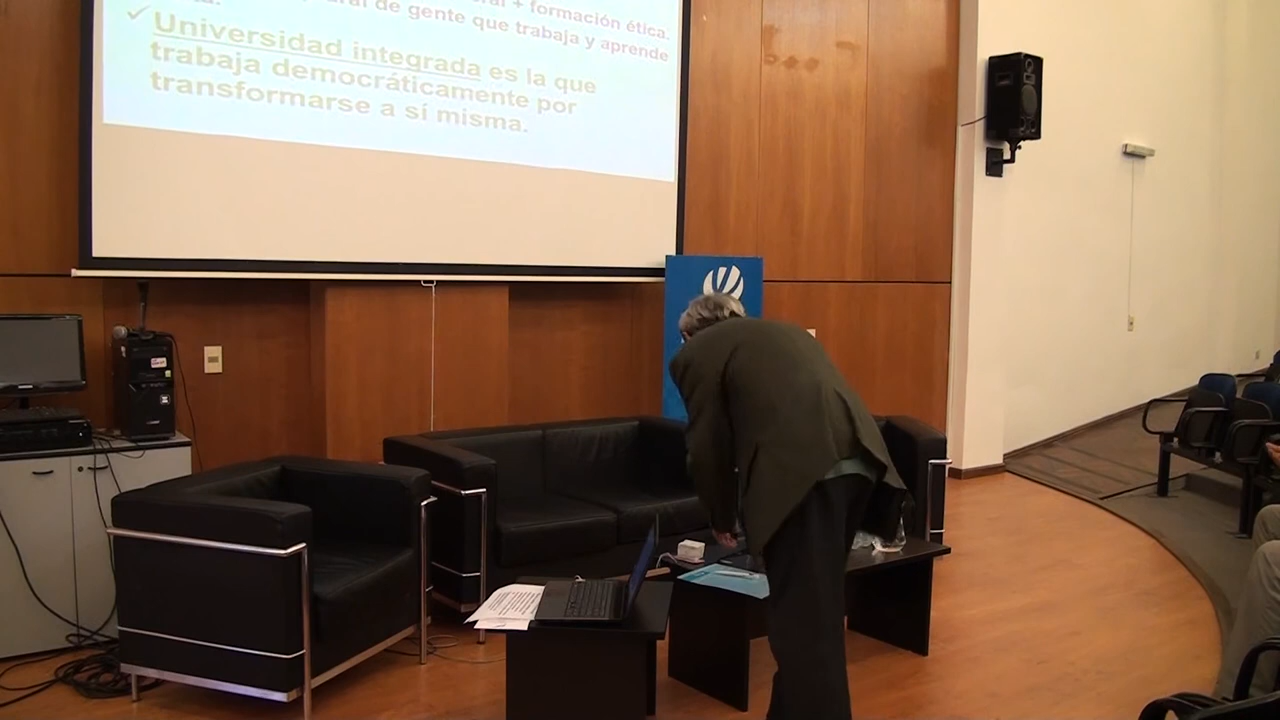 + formación ética.
de gente que trabaja y aprende
✓ Universidad integrada es la que
trabaja democráticamente por
transformarse a sí misma.